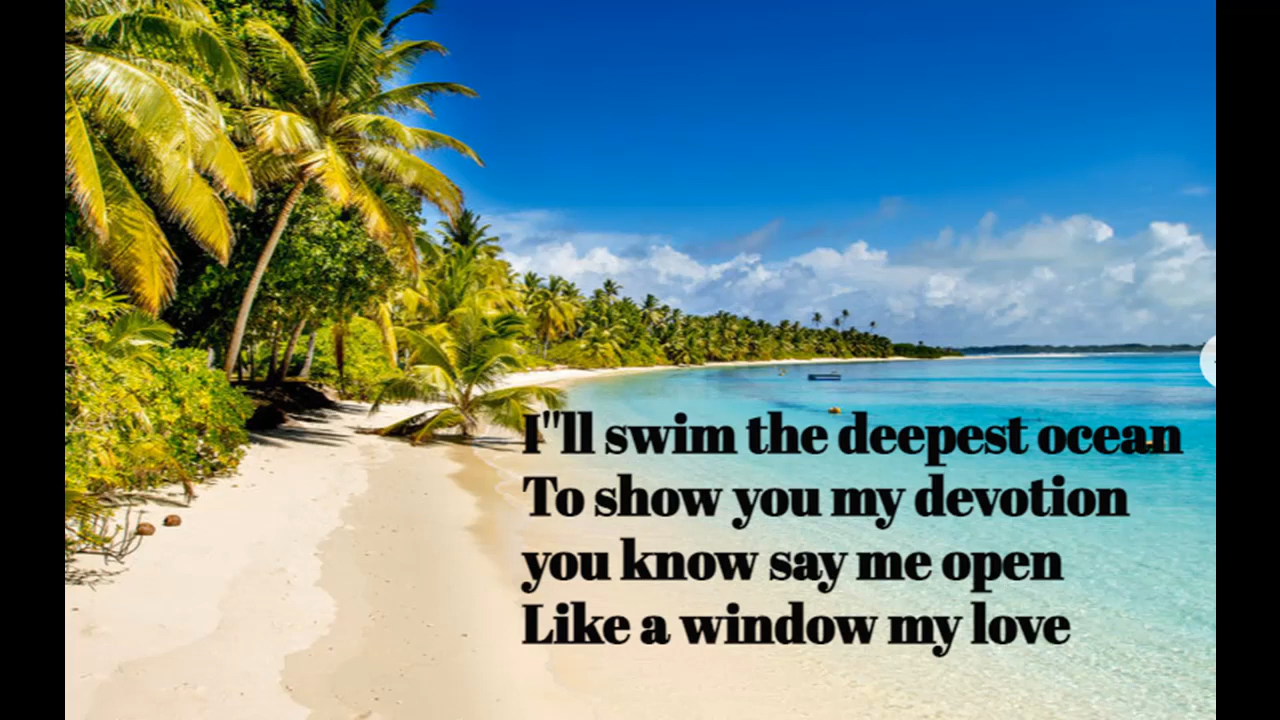 I"ll swim the deepest ocean
To show you my devotion
you know say me open
Like a window my love